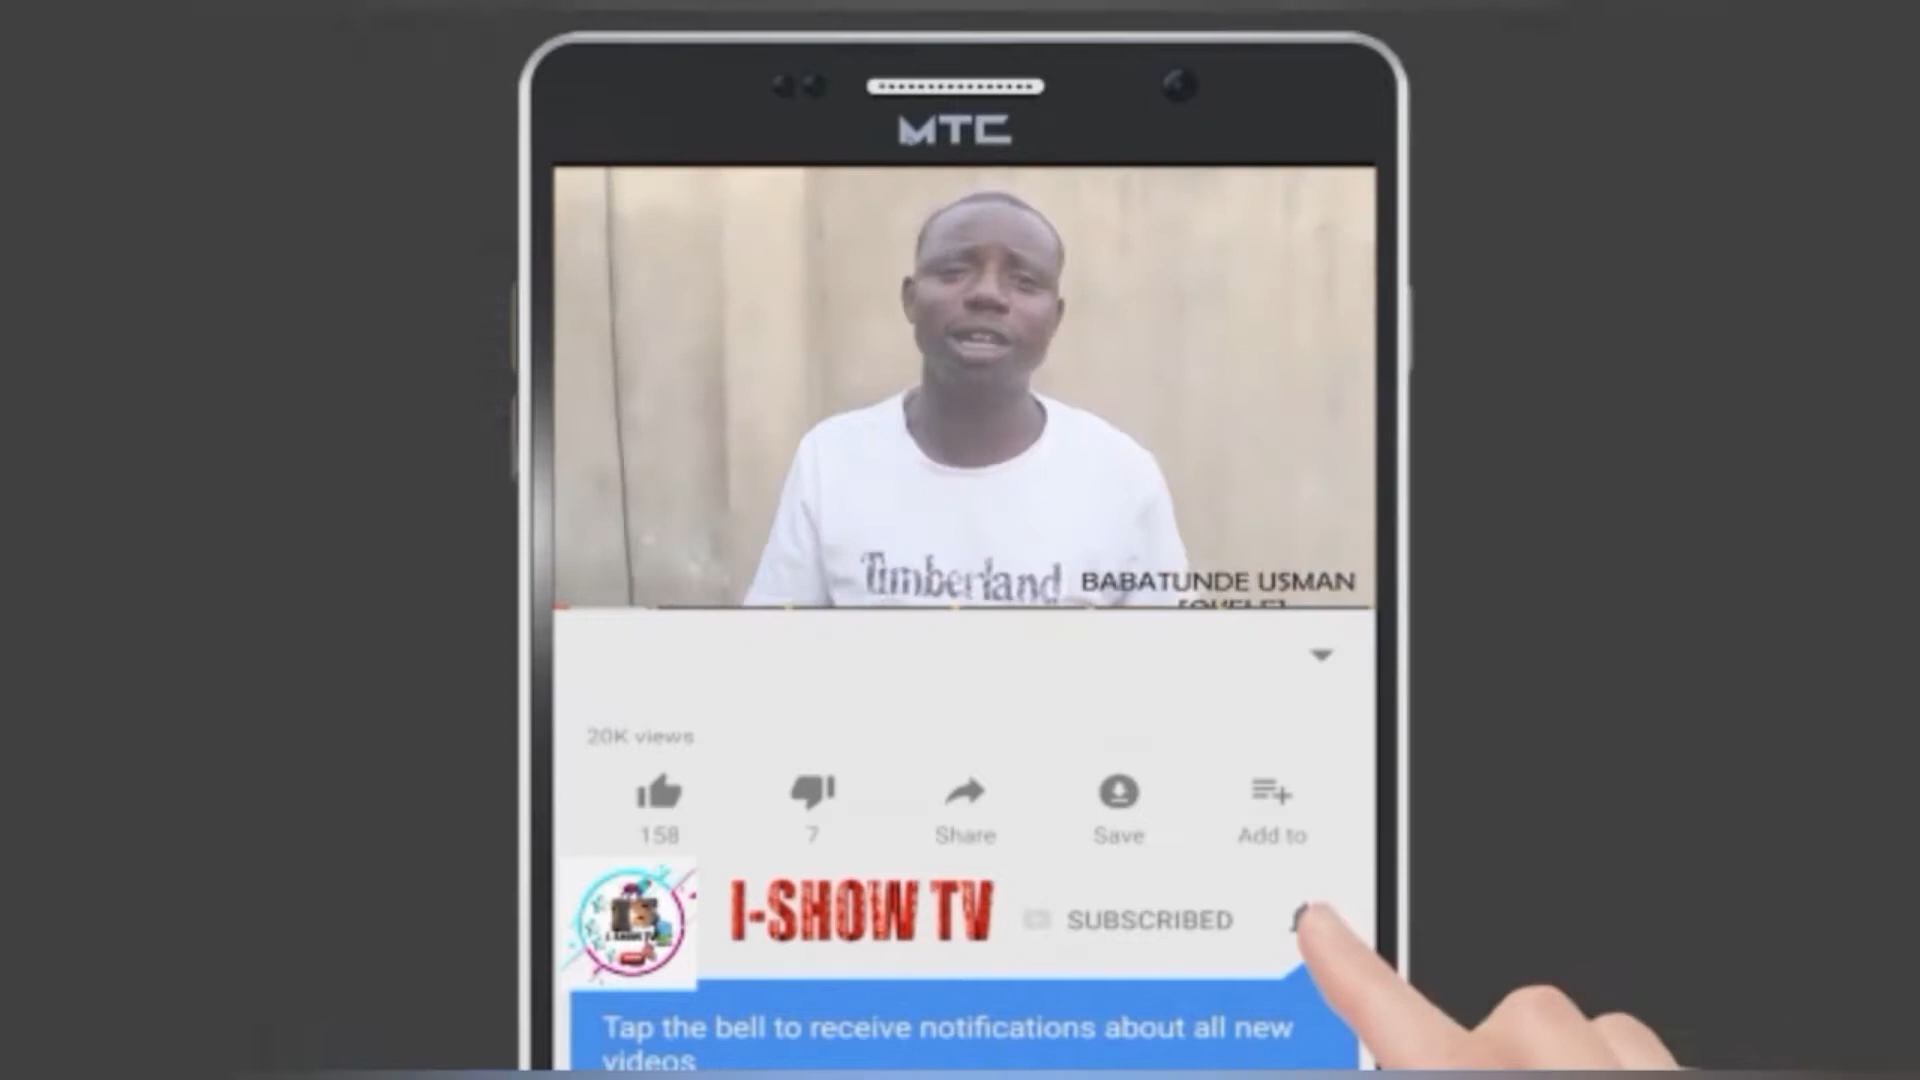 MTC
Timberland
BABATUNDE USMAN
20K views
158
7
Share
Save
Add to
I-SHOW TV
SUBSCRIBED
Tap the bell to receive notifications about all new
videos